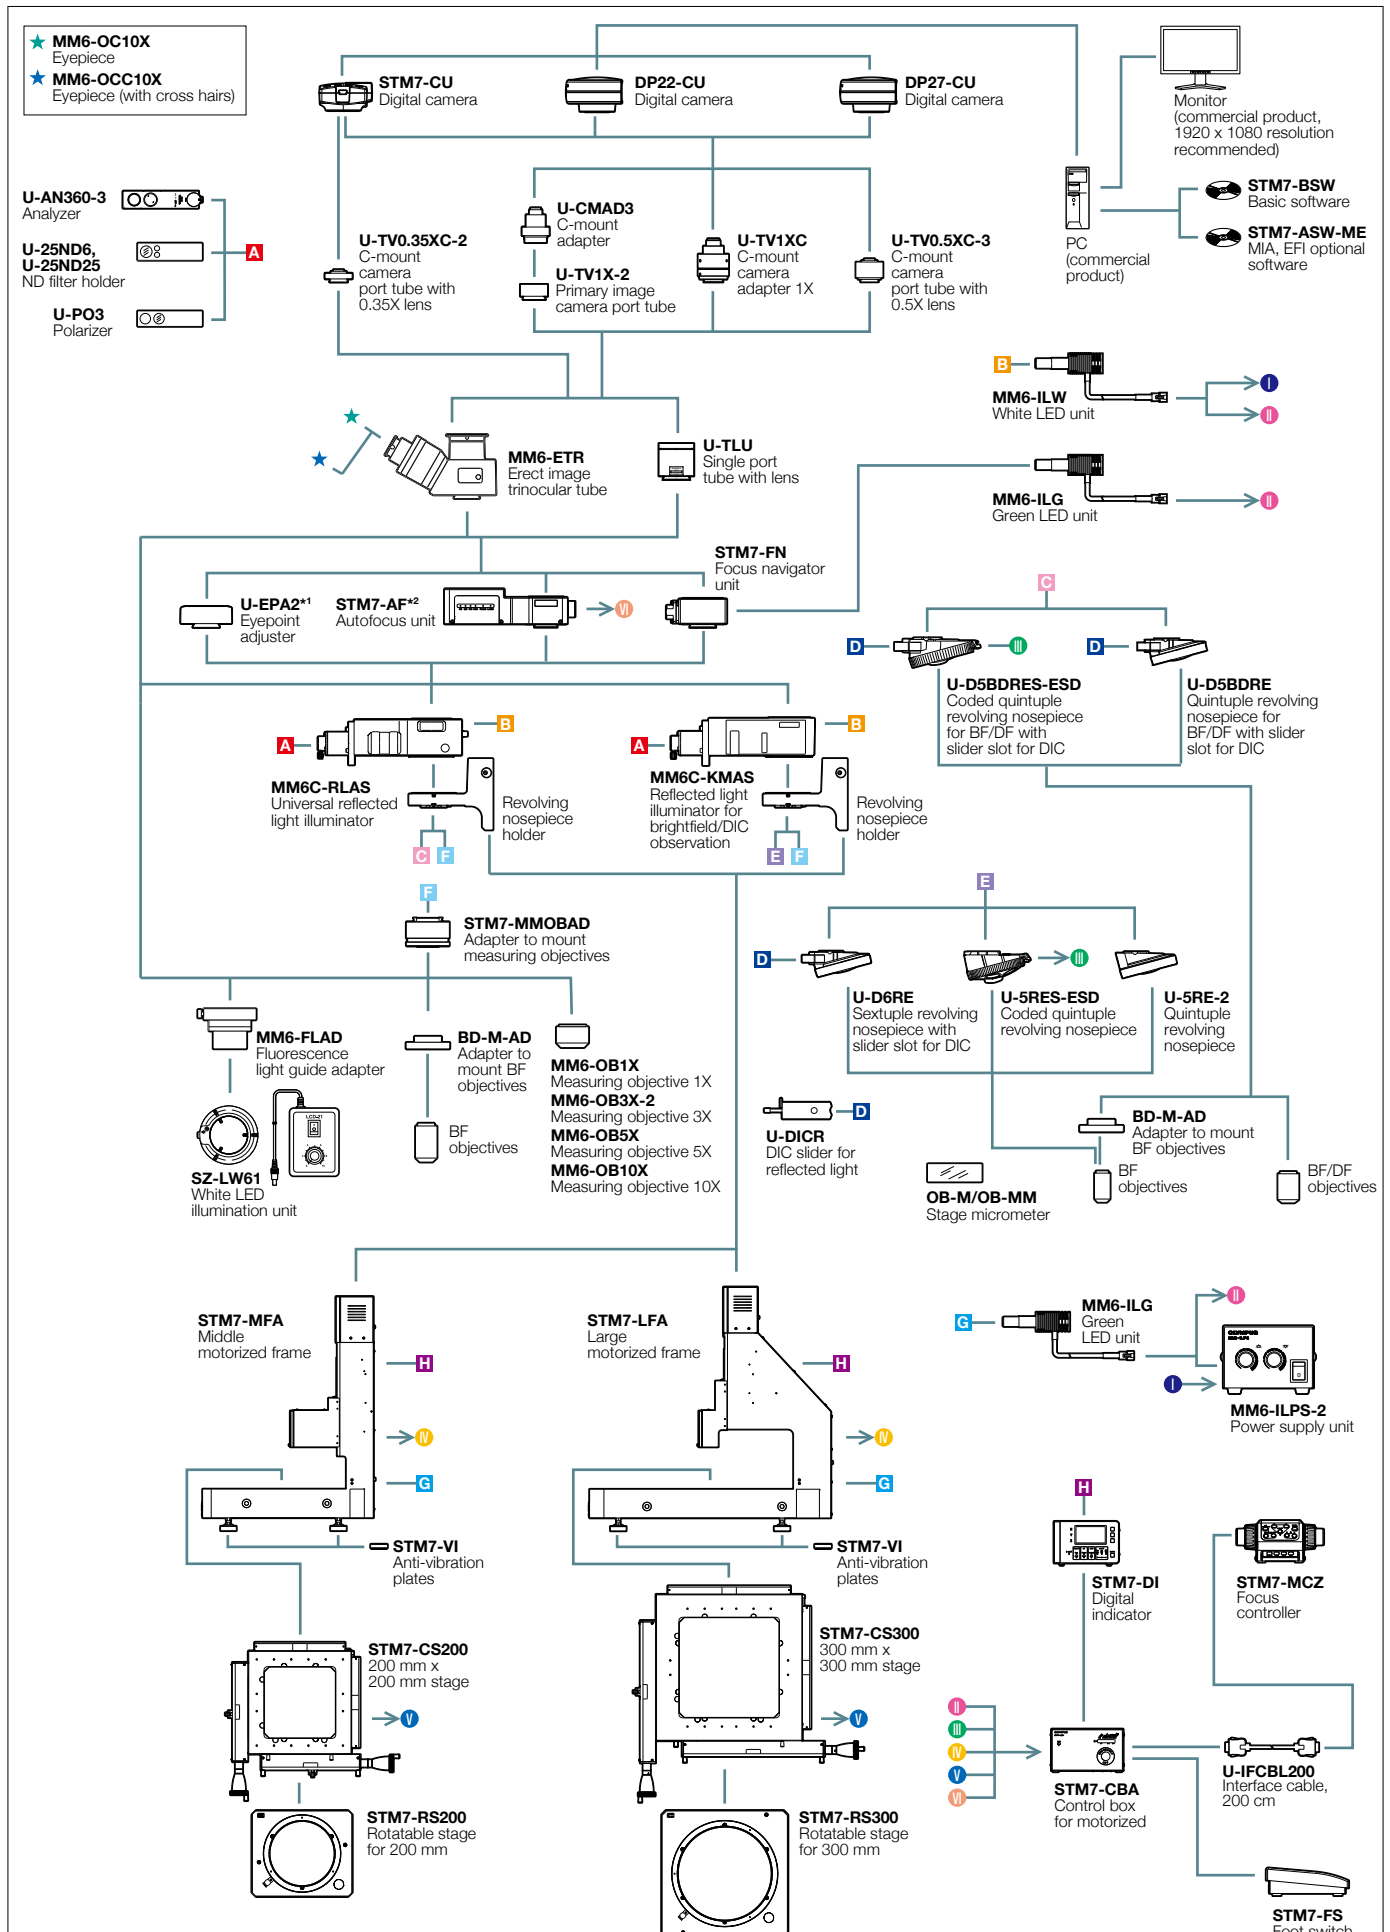 MM6-OC10X
Eyepiece
MM6-OCC10X
Eyepiece (with cross hairs)
STM7-CU
Digital camera
DP22-CU
Digital camera
DP27-CU
Digital camera
Monitor
(commercial product,
1920 x 1080 resolution
recommended)
U-AN360-3
Analyzer
U-25ND6,
U-25ND25
ND filter holder
U-PO3
Polarizer
A
U-TV0.35XC-2
C-mount
camera
port tube with
0.35X lens
U-CMAD3
C-mount
adapter
U-TV1X-2
Primary image
camera port tube
U-TV1XC
C-mount
camera
adapter 1X
U-TV0.5XC-3
C-mount
camera
port tube with
0.5X lens
PC
(commercial
product)
STM7-BSW
Basic software
STM7-ASW-ME
MIA, EFI optional
software
B
MM6-ILW
White LED unit
I
II
MM6-ETR
Erect image
trinocular tube
U-TLU
Single port
tube with lens
MM6-ILG
Green LED unit
II
U-EPA2*1
Eyepoint
adjuster
STM7-AF*2
Autofocus unit
VI
STM7-FN
Focus navigator
unit
C
D
III
D
U-D5BDRES-ESD
Coded quintuple
revolving nosepiece
for BF/DF with
slider slot for DIC
U-D5BDRE
Quintuple revolving
nosepiece for
BF/DF with slider
slot for DIC
A
B
MM6C-RLAS
Universal reflected
light illuminator
Revolving
nosepiece
holder
C F
A
B
MM6C-KMAS
Reflected light
illuminator for
brightfield/DIC
observation
Revolving
nosepiece
holder
E F
F
STM7-MMOBAD
Adapter to mount
measuring objectives
E
D
III
U-D6RE
Sextuple revolving
nosepiece with
slider slot for DIC
U-5RES-ESD
Coded quintuple
revolving nosepiece
U-5RE-2
Quintuple
revolving
nosepiece
MM6-FLAD
Fluorescence
light guide adapter
BD-M-AD
Adapter to
mount BF
objectives
MM6-OB1X
Measuring objective 1X
MM6-OB3X-2
Measuring objective 3X
MM6-OB5X
Measuring objective 5X
MM6-OB10X
Measuring objective 10X
BF
objectives
SZ-LW61
White LED
illumination unit
U-DICR
DIC slider for
reflected light
D
BD-M-AD
Adapter to mount
BF objectives
OB-M/OB-MM
Stage micrometer
BF
objectives
BF/DF
objectives
STM7-MFA
Middle
motorized frame
H
IV
G
STM7-LFA
Large
motorized frame
H
IV
G
G
MM6-ILG
Green
LED unit
II
OLYMPUS
I
MM6-ILPS-2
Power supply unit
STM7-VI
Anti-vibration
plates
STM7-VI
Anti-vibration
plates
H
STM7-DI
Digital
indicator
STM7-MCZ
Focus
controller
STM7-CS200
200 mm x
200 mm stage
V
STM7-CS300
300 mm x
300 mm stage
V
II
III
IV
V
VI
STM7-CBA
Control box
for motorized
U-IFCBL200
Interface cable,
200 cm
STM7-RS200
Rotatable stage
for 200 mm
STM7-RS300
Rotatable stage
for 300 mm
STM7-FS
Foot switch